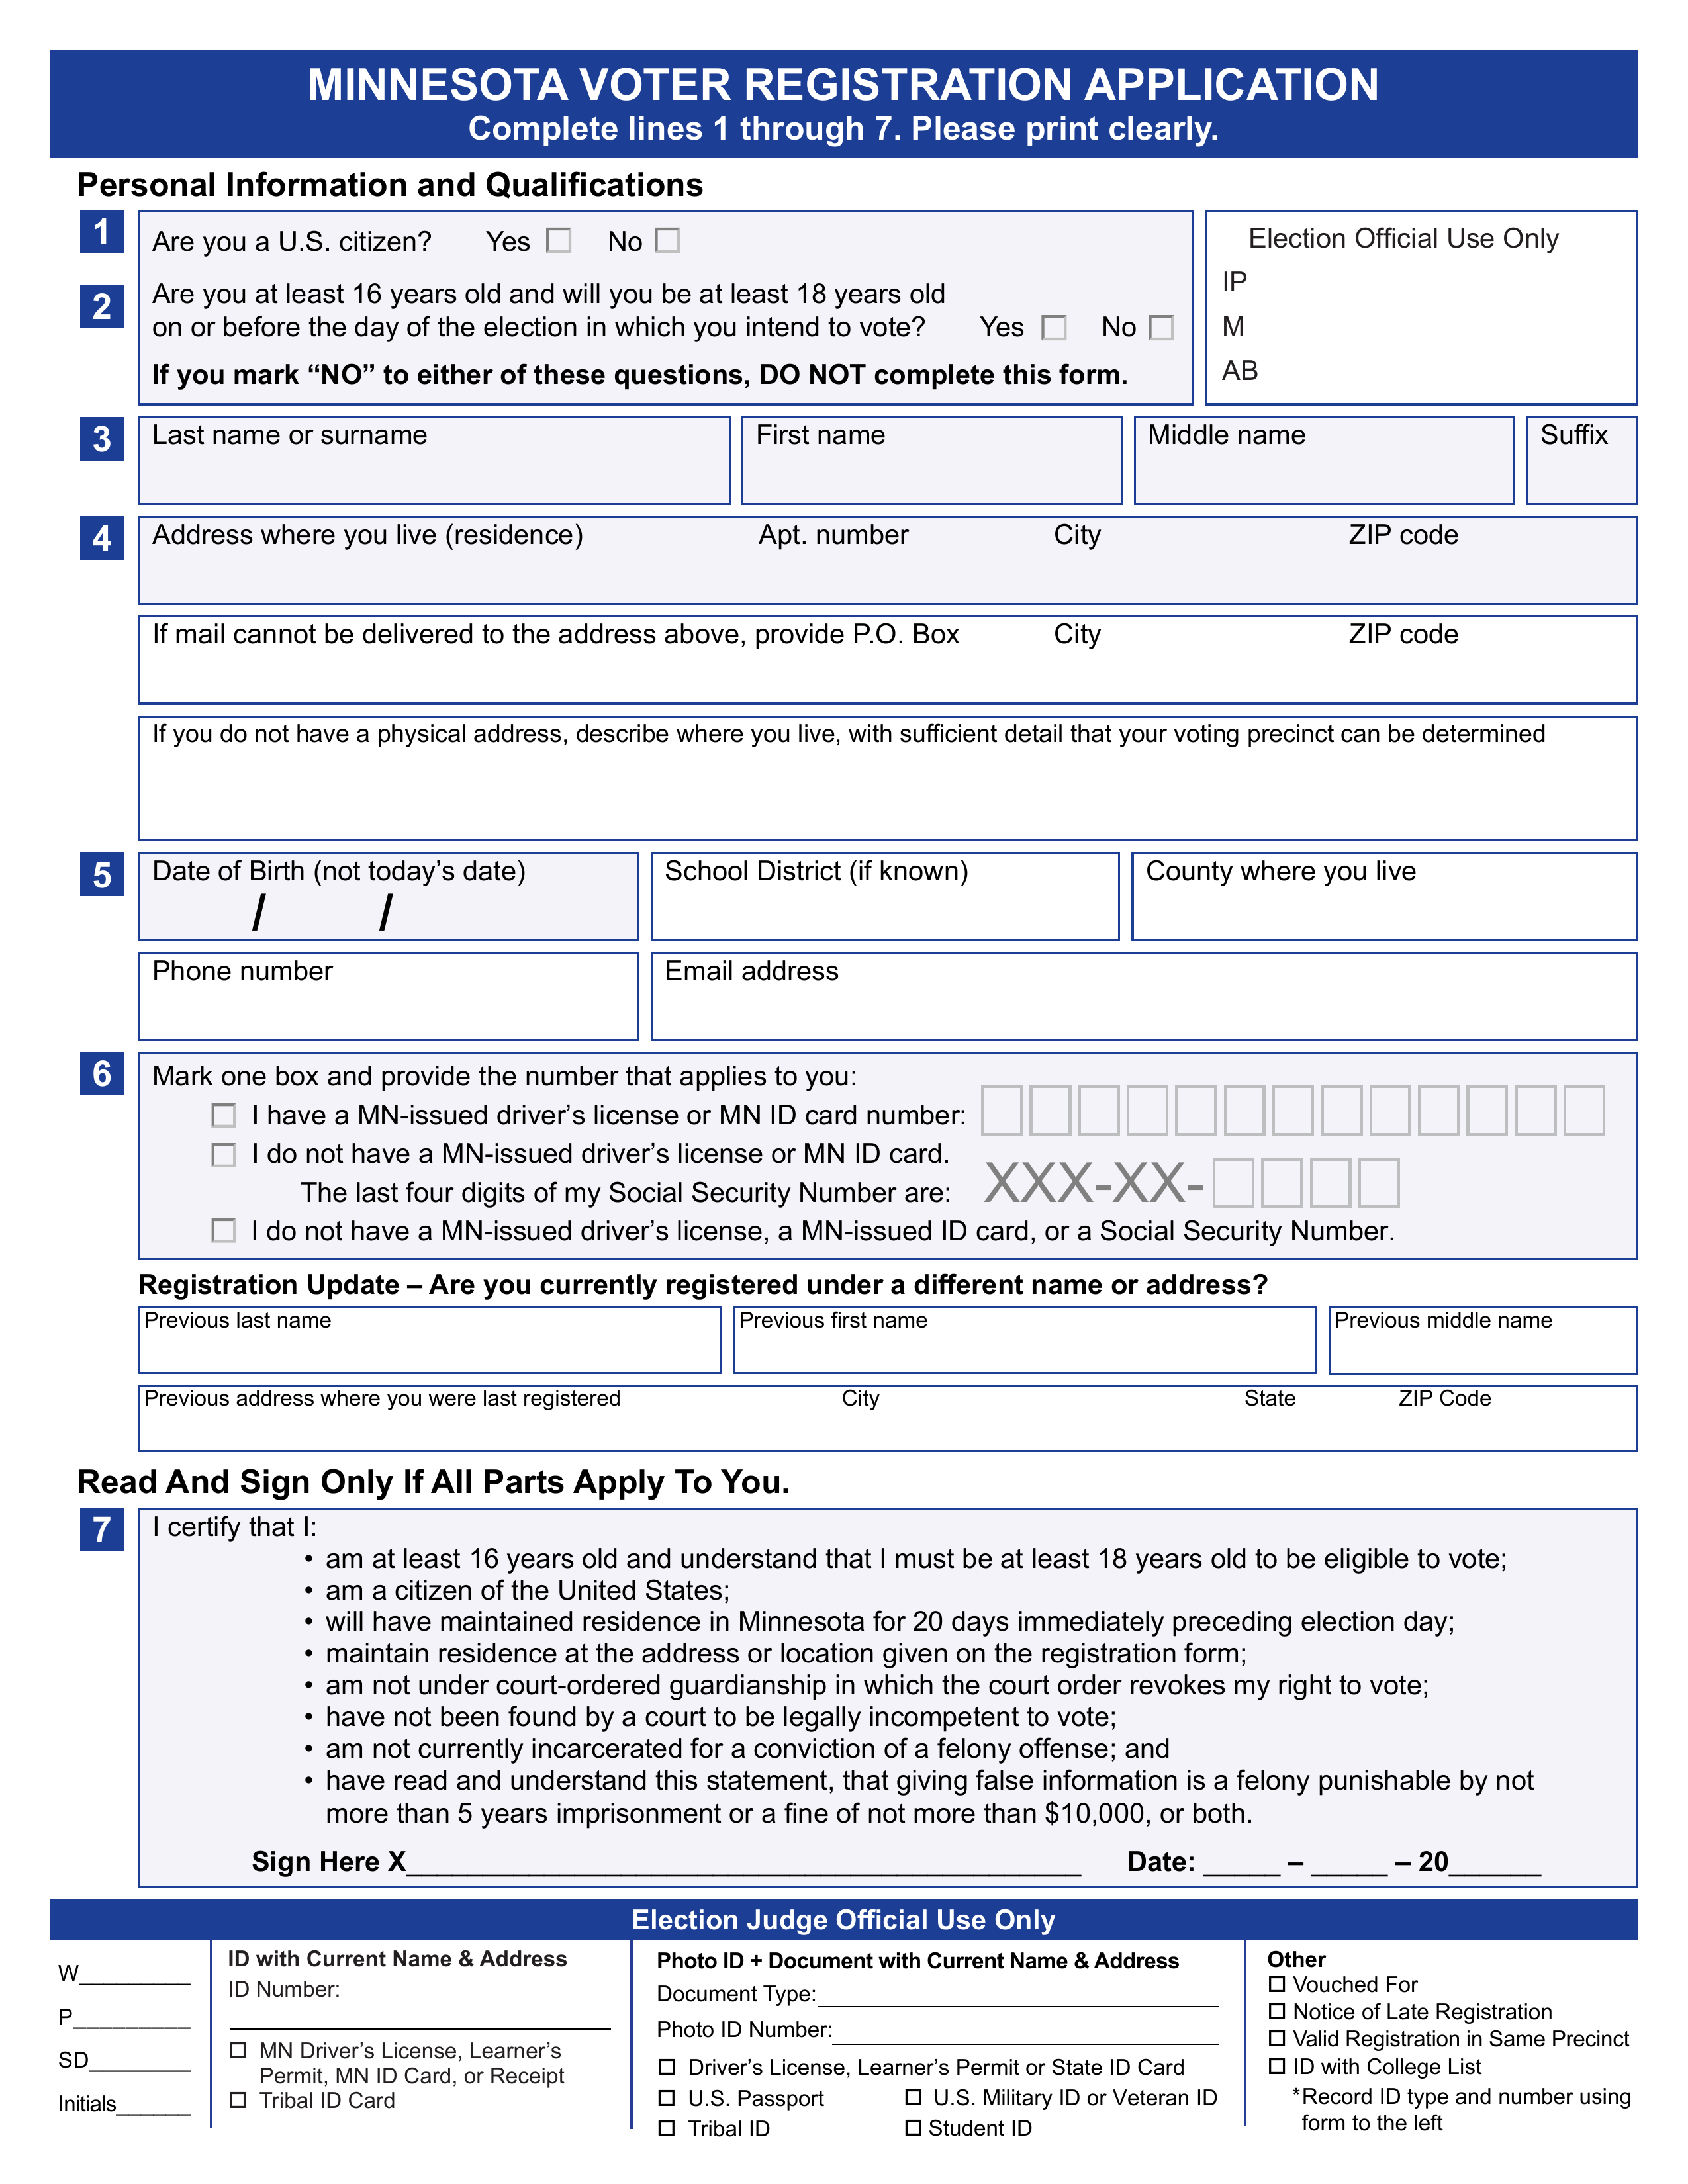 MINNESOTA VOTER REGISTRATION APPLICATION
Complete lines 1 through 7. Please print clearly.
Personal Information and Qualifications
1 Are you a U.S. citizen? Yes No
2 Are you at least 16 years old and will you be at least 18 years old
on or before the day of the election in which you intend to vote? Yes No
If you mark “NO” to either of these questions, DO NOT complete this form.
Election Official Use Only
IP
M
AB
3 Last name or surname First name Middle name Suffix
4 Address where you live (residence) Apt. number City ZIP code
If mail cannot be delivered to the address above, provide P.O. Box City ZIP code
If you do not have a physical address, describe where you live, with sufficient detail that your voting precinct can be determined
5 Date of Birth (not today’s date) School District (if known) County where you live
/ /
Phone number Email address
6 Mark one box and provide the number that applies to you:
I have a MN-issued driver’s license or MN ID card number:
I do not have a MN-issued driver’s license or MN ID card.
The last four digits of my Social Security Number are: XXX-XX-
I do not have a MN-issued driver’s license, a MN-issued ID card, or a Social Security Number.
Registration Update – Are you currently registered under a different name or address?
Previous last name Previous first name Previous middle name
Previous address where you were last registered City State ZIP Code
Read And Sign Only If All Parts Apply To You.
7 I certify that I:
• am at least 16 years old and understand that I must be at least 18 years old to be eligible to vote;
• am a citizen of the United States;
• will have maintained residence in Minnesota for 20 days immediately preceding election day;
• maintain residence at the address or location given on the registration form;
• am not under court-ordered guardianship in which the court order revokes my right to vote;
• have not been found by a court to be legally incompetent to vote;
• am not currently incarcerated for a conviction of a felony offense; and
• have read and understand this statement, that giving false information is a felony punishable by not
more than 5 years imprisonment or a fine of not more than $10,000, or both.
Sign Here X____________________ Date: _____ – _____ – 20______
Election Judge Official Use Only
W_________
P_________
SD________
Initials______
ID with Current Name & Address
ID Number:
MN Driver’s License, Learner’s
Permit, MN ID Card, or Receipt
Tribal ID Card
Photo ID + Document with Current Name & Address
Document Type:
Photo ID Number:
Driver’s License, Learner’s Permit or State ID Card
U.S. Passport U.S. Military ID or Veteran ID
Tribal ID Student ID
Other
Vouched For
Notice of Late Registration
Valid Registration in Same Precinct
ID with College List
*Record ID type and number using
form to the left